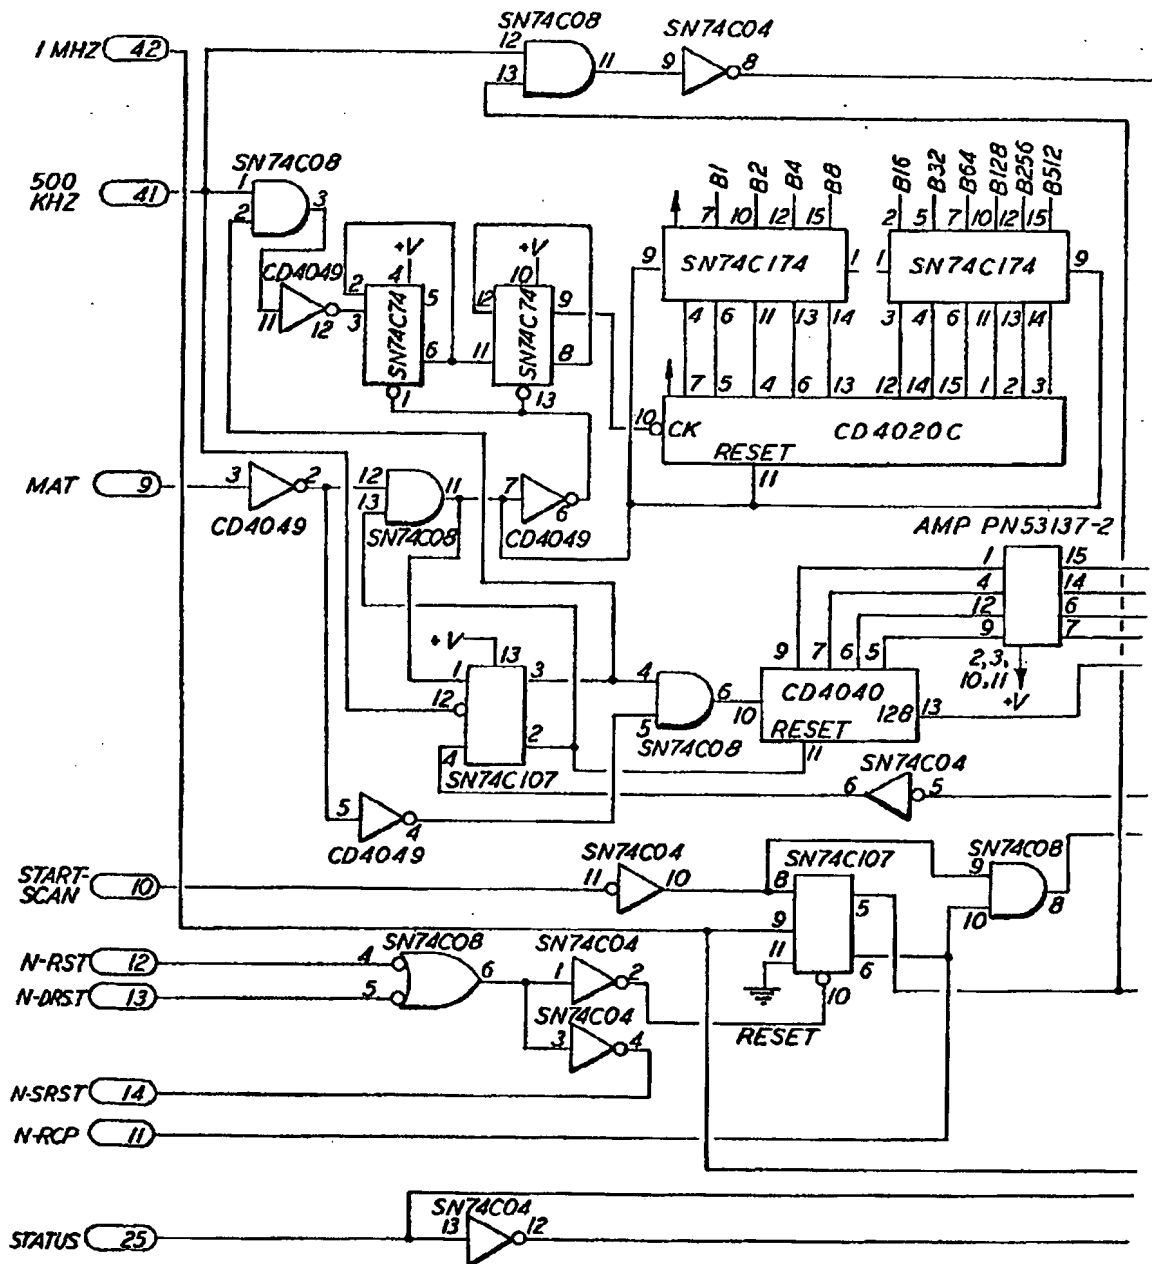 SN74C08
1 MHZ 42
12
13
11
SN74C04
9
8
SN74C08
500 KHZ 41
1
2
3
CD4049
11
12
+V
2
4
5
3
6
SN74C74
1
+V
12
10
9
11
8
SN74C74
13
B1 B2 B4 B8
7 10 12 15
9 SN74C174 1
4 6 11 13 14
B16 B32 B64 B128 B256 B512
2 5 7 10 12 15
1 SN74C174 9
3 4 6 11 13 14
7 5 4 6 13 12 14 15 1 2 3
10 CK CD4020C
RESET
11
MAT 9
3 2
CD4049
12
13
11
SN74C08
7
6
CD4049
AMP PN53137-2
1 15
4 14
12 6
9 7
2, 3,
10, 11
+V
+V
13
1 3
12
4 2
SN74C107
4
5
6
SN74C08
9 7 6 5
CD4040
10
128 13
RESET
11
SN74C04
6 5
5 4
CD4049
START-
SCAN 10
SN74C04
11 10
SN74C107
8
5
9
11
6
10
RESET
SN74C08
9
10
8
N-RST 12
N-DRST 13
SN74C08
4
5
6
SN74C04
1 2
SN74C04
3 4
N-SRST 14
N-RCP 11
STATUS 25
SN74C04
13 12